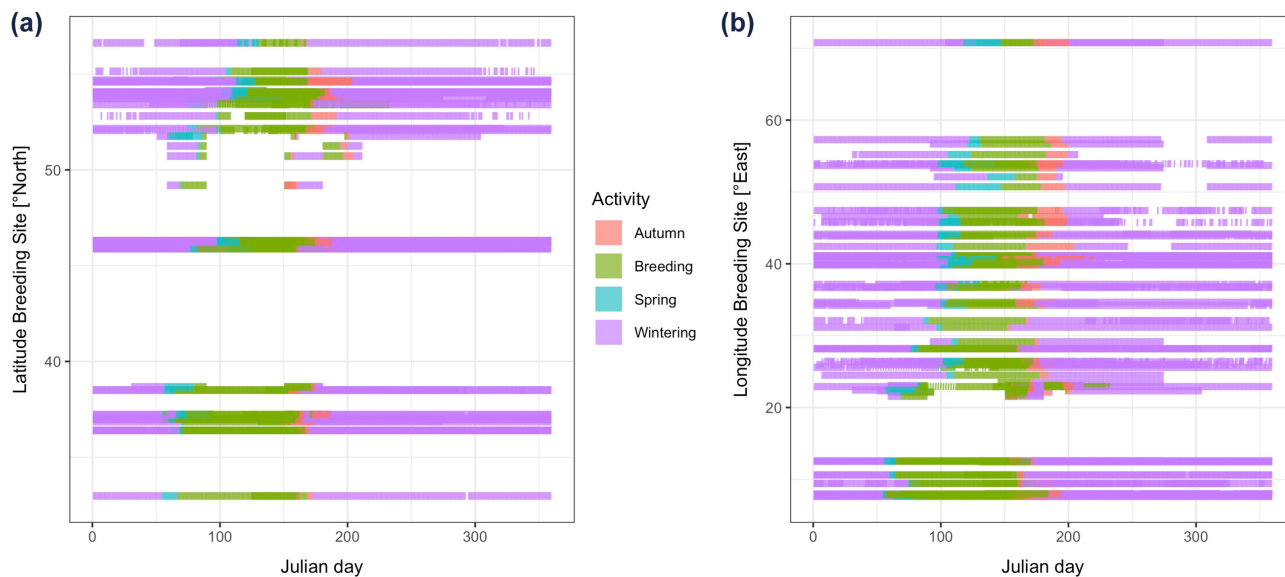 (a)
Latitude Breeding Site [°North]
50
40
0
100
200
300
Julian day
Activity
Autumn
Breeding
Spring
Wintering
(b)
Longitude Breeding Site [°East]
60
40
20
0
100
200
300
Julian day